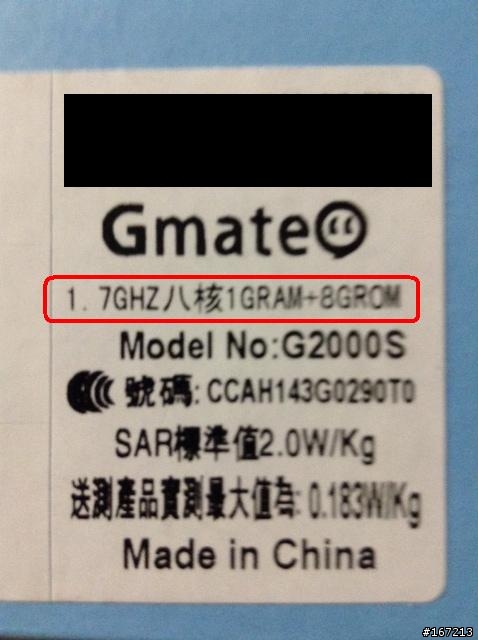 Gmate
1.7GHZ八核1GRAM+8GROM
Model No:G2000S
號碼:CCAH143G0290T0
SAR標準值2.0W/Kg
送測產品實測最大值為:0.183W/Kg
Made in China
#167213